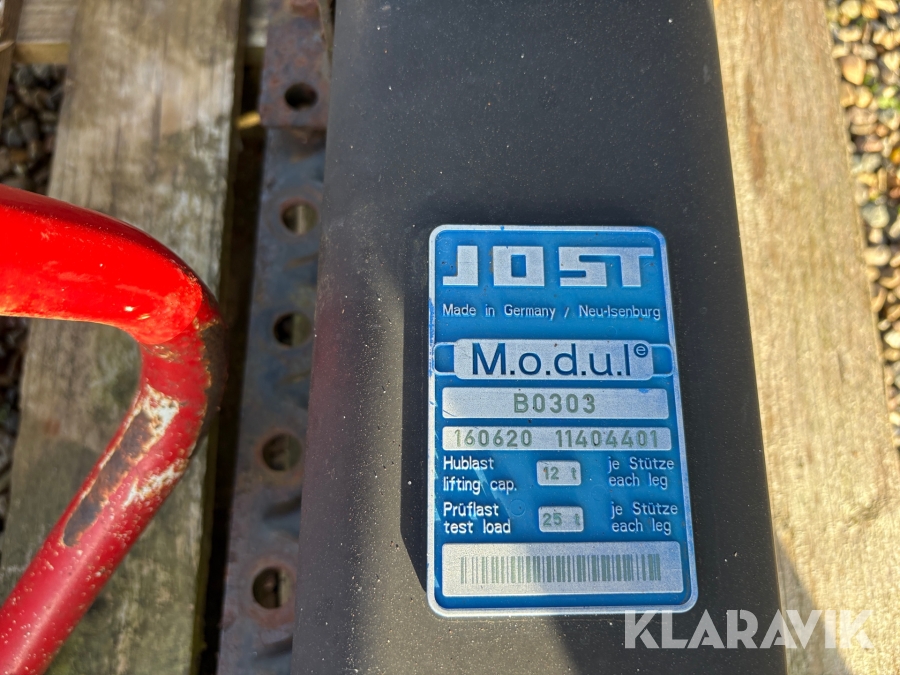 JOST
Made in Germany / Neu-Isenburg
M.o.d.u.l®
B0303
160620 11404401
Hublast 12 t je Stütze
lifting cap. each leg
Prüflast 25 t je Stütze
test load each leg
KLARAVIK